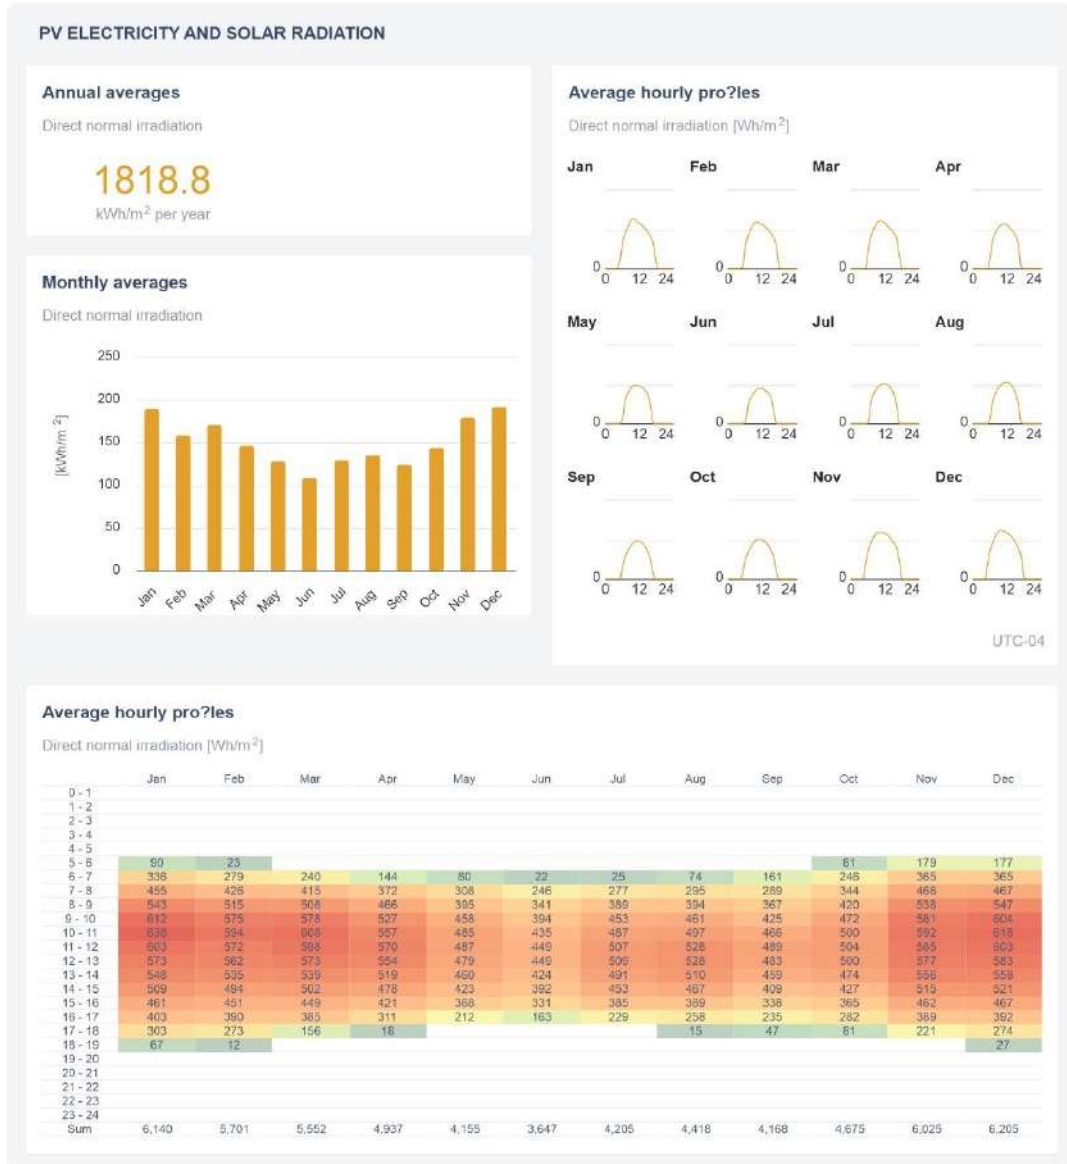 PV ELECTRICITY AND SOLAR RADIATION
Annual averages
Direct normal irradiation
1818.8
kWh/m² per year
Monthly averages
Direct normal irradiation
[kWh/m ²]
250
200
150
100
50
0
Jan Feb Mar Apr May Jun Jul Aug Sep Oct Nov Dec
Average hourly pro?les
Direct normal irradiation [Wh/m²]
Jan Feb Mar Apr
0 0 0 0
0 12 24 0 12 24 0 12 24 0 12 24
May Jun Jul Aug
0 0 0 0
0 12 24 0 12 24 0 12 24 0 12 24
Sep Oct Nov Dec
0 0 0 0
0 12 24 0 12 24 0 12 24 0 12 24
UTC-04
Average hourly pro?les
Direct normal irradiation [Wh/m²]
Jan Feb Mar Apr May Jun Jul Aug Sep Oct Nov Dec
0 - 1
1 - 2
2 - 3
3 - 4
4 - 5
5 - 6 90 23 61 179 177
6 - 7 336 279 240 144 80 22 25 74 161 246 365 365
7 - 8 455 426 415 372 308 246 277 295 289 344 466 467
8 - 9 543 515 508 466 395 341 389 394 367 420 538 547
9 - 10 612 575 578 527 458 394 453 461 425 472 581 604
10 - 11 638 594 608 557 485 435 487 497 466 500 592 618
11 - 12 603 572 598 570 487 449 507 528 489 504 585 603
12 - 13 573 562 573 554 479 449 509 528 483 500 577 583
13 - 14 548 535 539 519 460 424 491 510 459 474 556 559
14 - 15 509 494 502 478 423 392 453 467 409 427 515 521
15 - 16 461 451 449 421 368 331 385 389 338 365 462 467
16 - 17 403 390 385 311 212 163 229 258 235 282 389 392
17 - 18 303 273 156 18 15 47 81 221 274
18 - 19 67 12 27
19 - 20
20 - 21
21 - 22
22 - 23
23 - 24
Sum 6,140 5,701 5,552 4,937 4,155 3,647 4,205 4,418 4,168 4,675 6,025 6,205